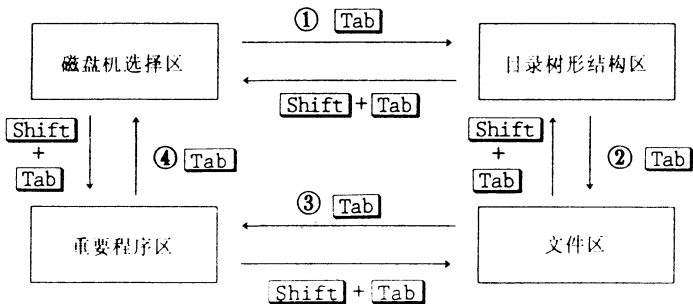 ① Tab
磁盘机选择区
目录树形结构区
Shift + Tab
Shift
+
Tab
④ Tab
Shift
+
Tab
② Tab
③ Tab
重要程序区
文件区
Shift + Tab